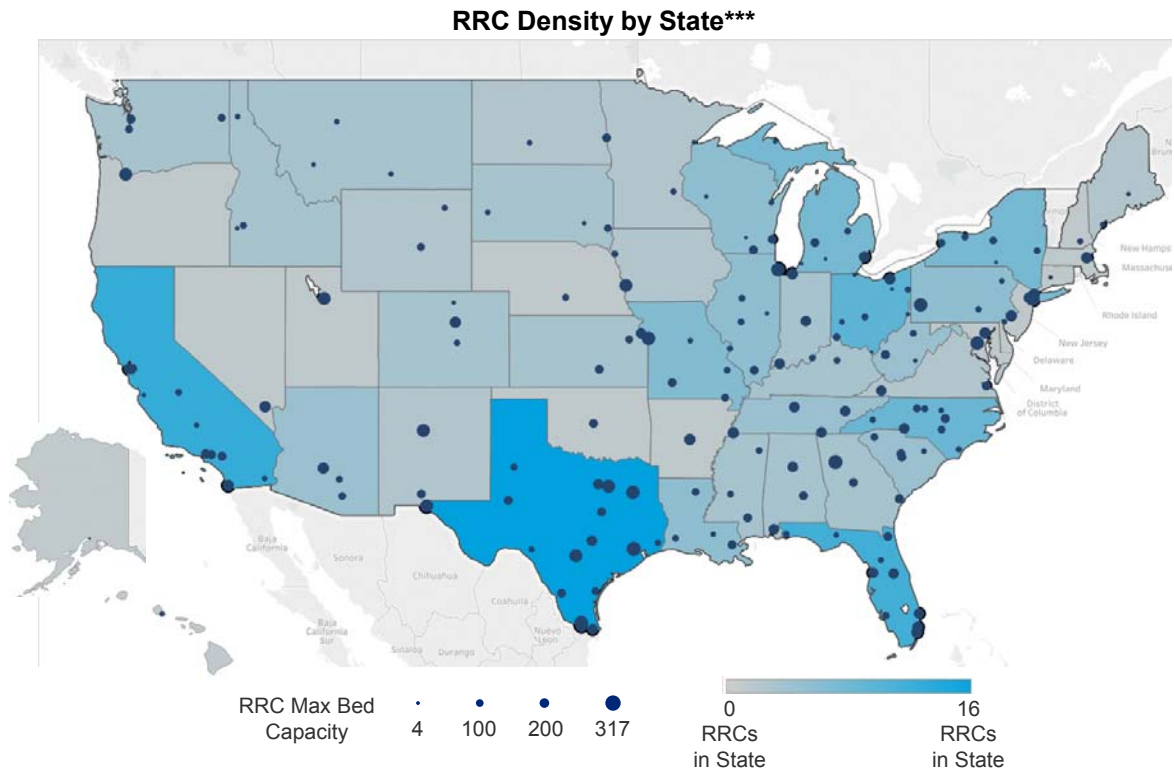 RRC Density by State***
New Hamps
Massachuse
Rhode Island
New Jersey
Delaware
Maryland
District
of Columbia
Baja
California
Sonora
Chihuahua
Coahuila
Baja
California
Sur
Nuevo
León
Sinaloa
Durango
RRC Max Bed
Capacity
4
100
200
317
0
RRCs
in State
16
RRCs
in State